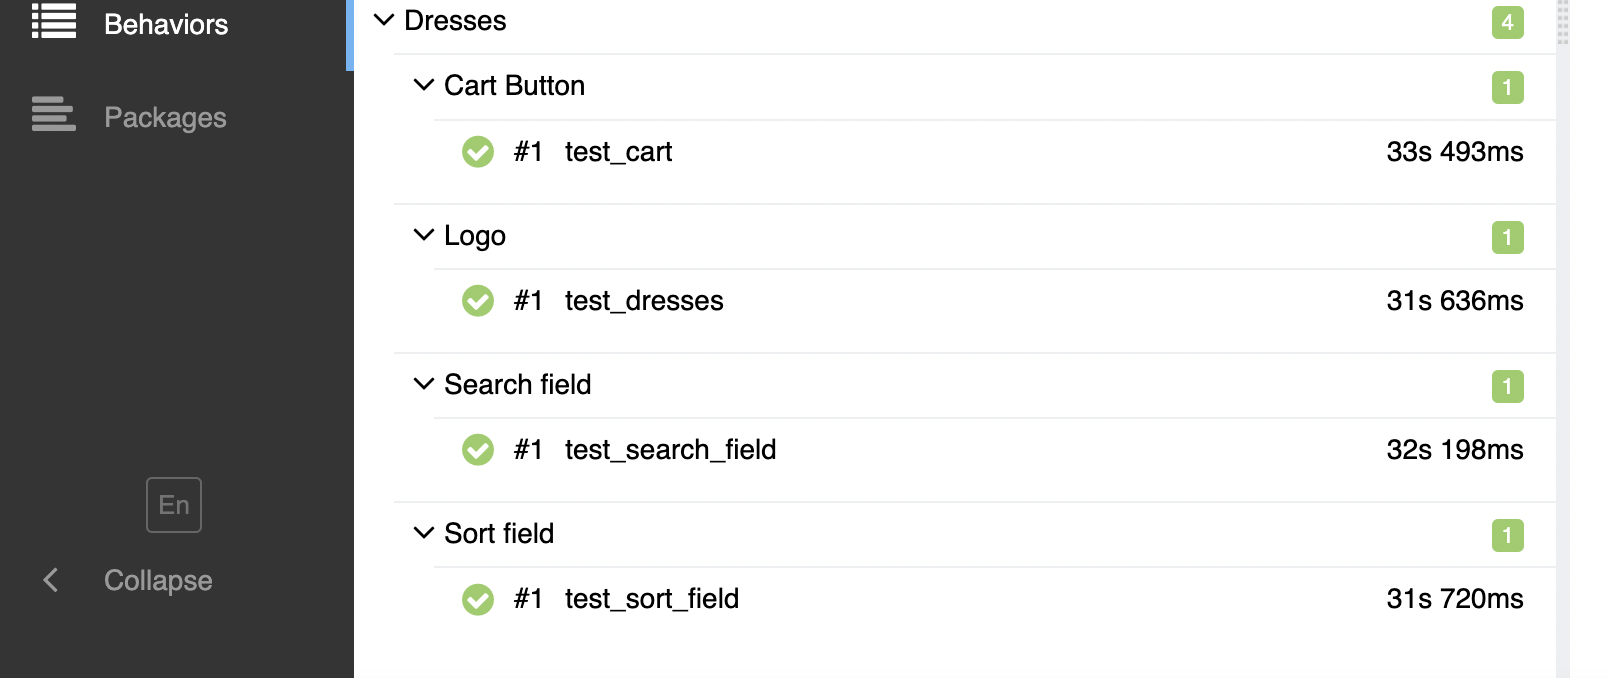 Behaviors
Packages
En
Collapse
Dresses 4
Cart Button 1
#1 test_cart 33s 493ms
Logo 1
#1 test_dresses 31s 636ms
Search field 1
#1 test_search_field 32s 198ms
Sort field 1
#1 test_sort_field 31s 720ms